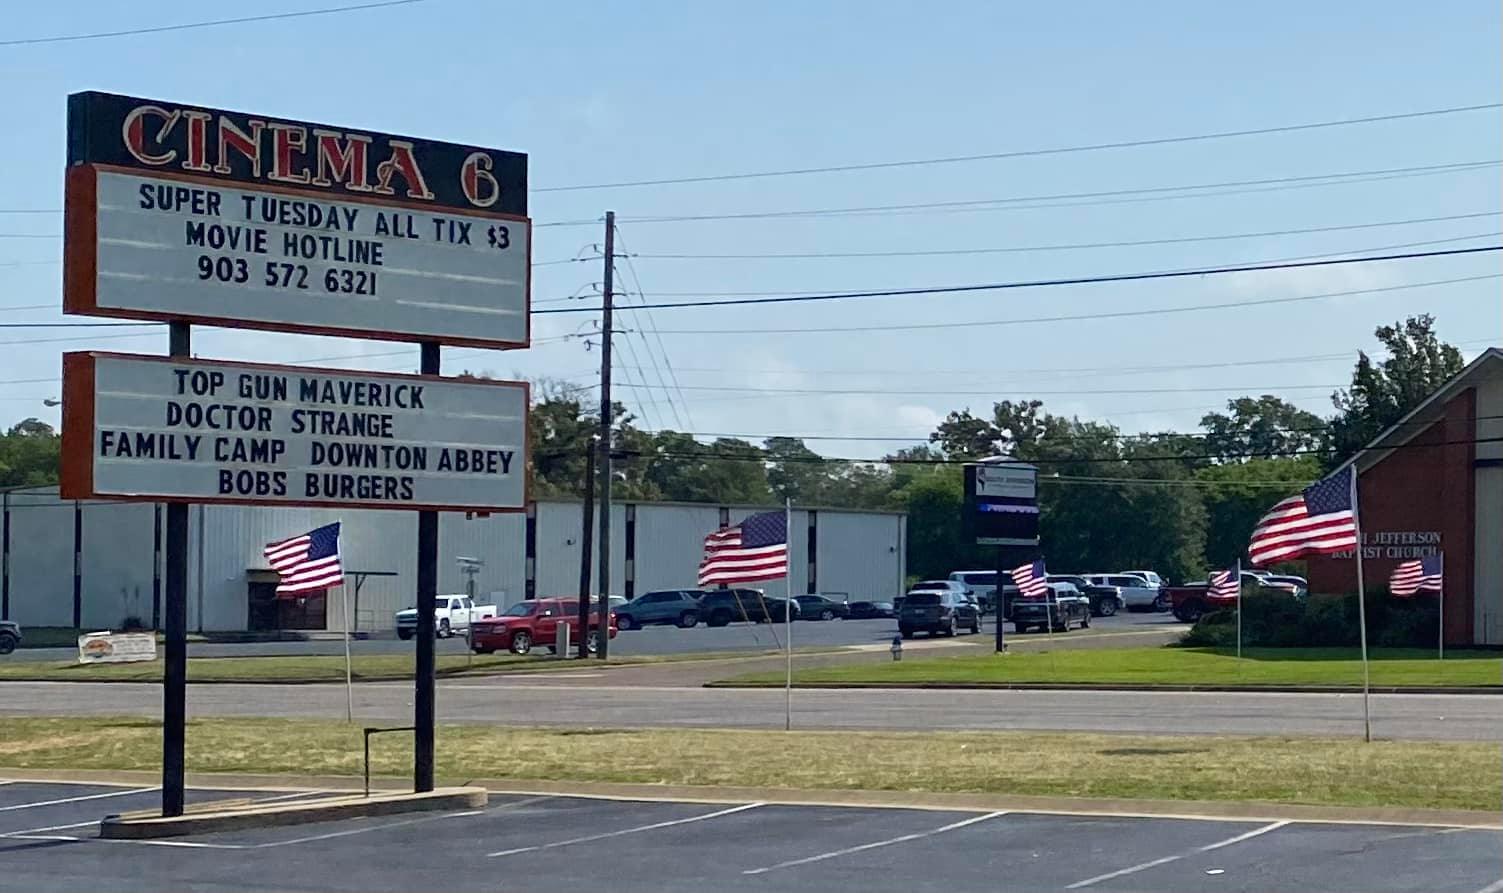 CINEMA 6
SUPER TUESDAY ALL TIX $3
MOVIE HOTLINE
903 572 6321
TOP GUN MAVERICK
DOCTOR STRANGE
FAMILY CAMP DOWNTON ABBEY
BOBS BURGERS
JEFFERSON
BAPTIST CHURCH